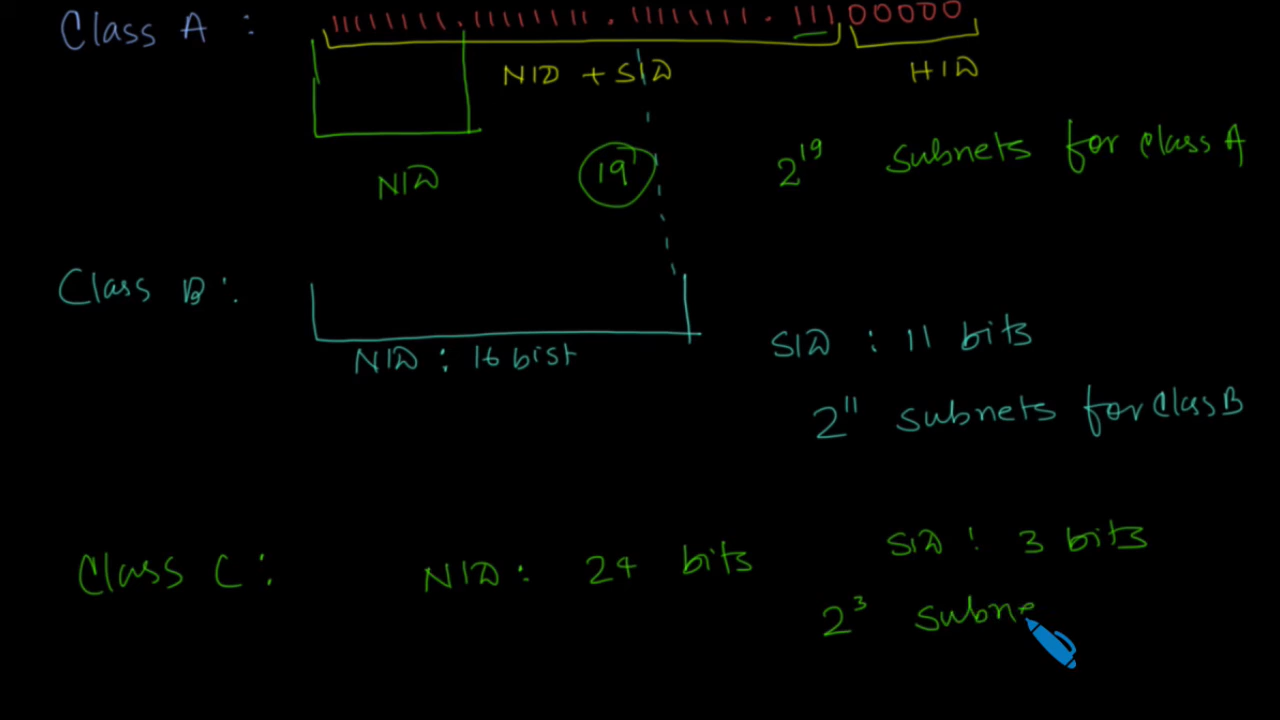 Class A : 11111111.11111111.11111111.11100000
NID + SID HID
NID 19 2^19 subnets for class A
Class B : NID : 16 bist SID : 11 bits
2^11 subnets for Class B
Class C : NID : 24 bits SID : 3 bits
2^3 subne